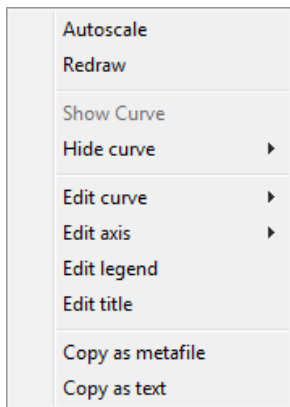 Autoscale
Redraw
Show Curve
Hide curve
Edit curve
Edit axis
Edit legend
Edit title
Copy as metafile
Copy as text